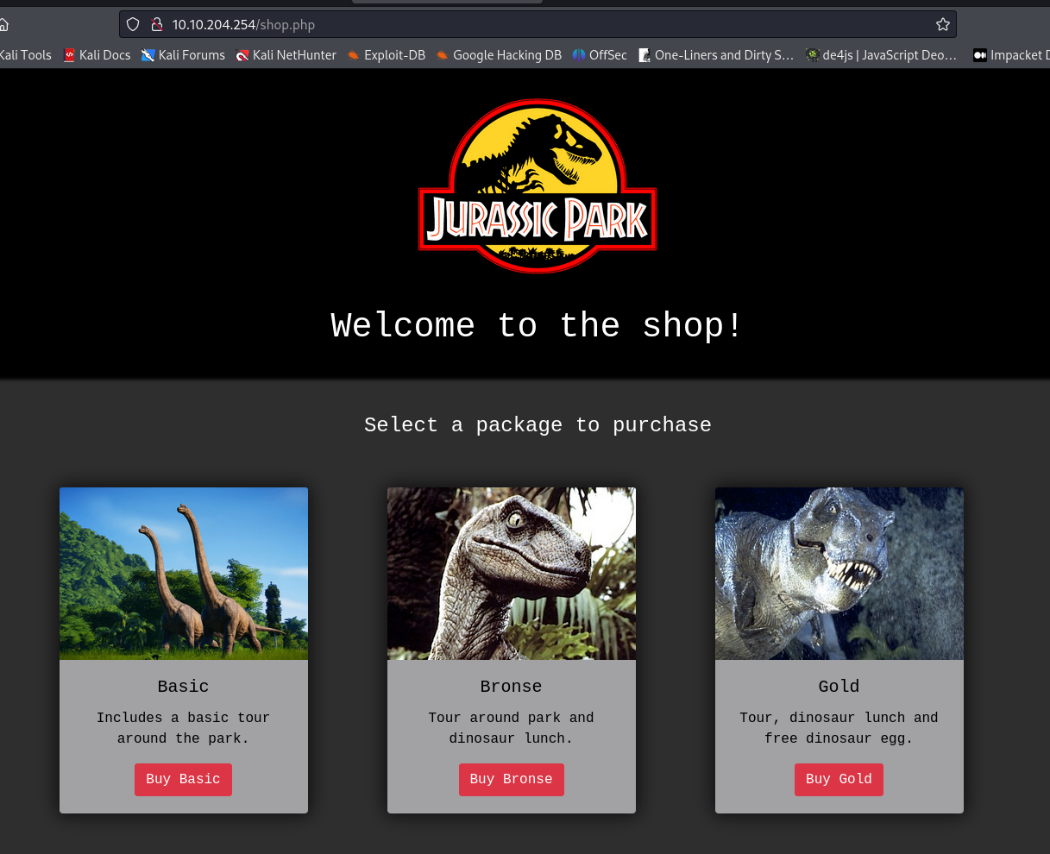 10.10.204.254/shop.php
Kali Tools Kali Docs Kali Forums Kali NetHunter Exploit-DB Google Hacking DB OffSec One-Liners and Dirty S... de4js | JavaScript Deo... Impacket D
JURASSIC PARK
Welcome to the shop!
Select a package to purchase
Basic
Includes a basic tour
around the park.
Buy Basic
Bronse
Tour around park and
dinosaur lunch.
Buy Bronse
Gold
Tour, dinosaur lunch and
free dinosaur egg.
Buy Gold